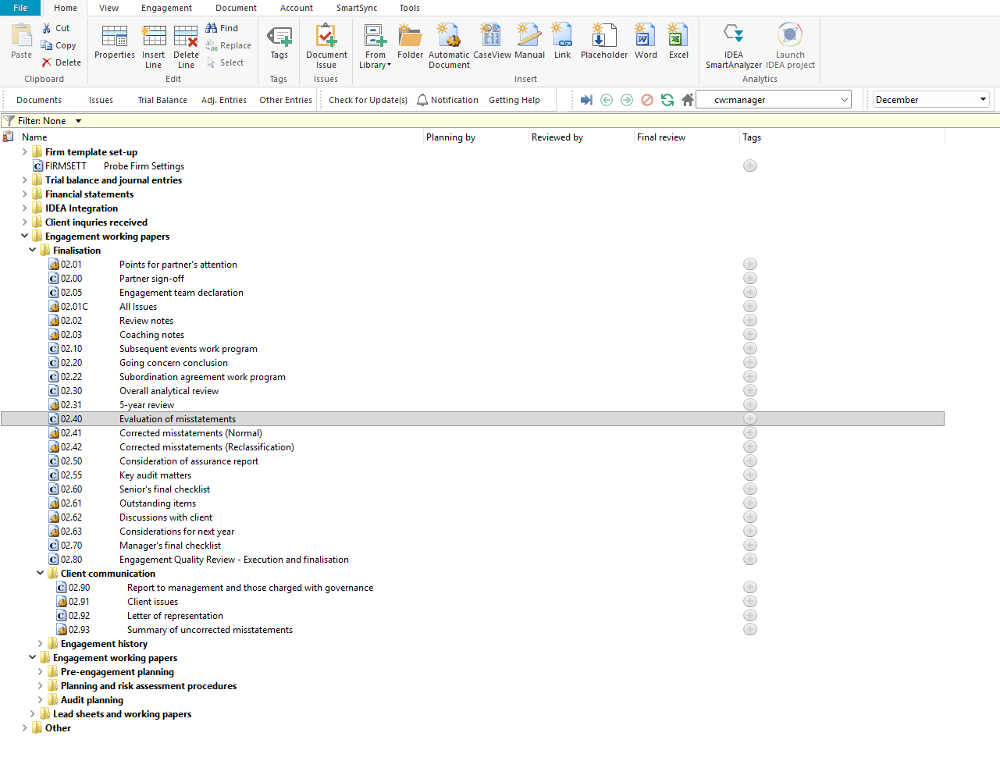 File Home View Engagement Document Account SmartSync Tools
Paste Cut Copy Delete Properties Insert Line Delete Line Find Replace Select Tags Document Issue From Library Folder Automatic Document CaseView Manual Link Placeholder Word Excel IDEA SmartAnalyzer Launch IDEA project
Clipboard Edit Tags Issues Insert Analytics
Documents Issues Trial Balance Adj. Entries Other Entries Check for Update(s) Notification Getting Help cw:manager December
Filter: None
Name Planning by Reviewed by Final review Tags
Firm template set-up
FIRMSETT Probe Firm Settings
Trial balance and journal entries
Financial statements
IDEA Integration
Client inquries received
Engagement working papers
Finalisation
02.01 Points for partner's attention
02.00 Partner sign-off
02.05 Engagement team declaration
02.01C All Issues
02.02 Review notes
02.03 Coaching notes
02.10 Subsequent events work program
02.20 Going concern conclusion
02.22 Subordination agreement work program
02.30 Overall analytical review
02.31 5-year review
02.40 Evaluation of misstatements
02.41 Corrected misstatements (Normal)
02.42 Corrected misstatements (Reclassification)
02.50 Consideration of assurance report
02.55 Key audit matters
02.60 Senior's final checklist
02.61 Outstanding items
02.62 Discussions with client
02.63 Considerations for next year
02.70 Manager's final checklist
02.80 Engagement Quality Review - Execution and finalisation
Client communication
02.90 Report to management and those charged with governance
02.91 Client issues
02.92 Letter of representation
02.93 Summary of uncorrected misstatements
Engagement history
Engagement working papers
Pre-engagement planning
Planning and risk assessment procedures
Audit planning
Lead sheets and working papers
Other